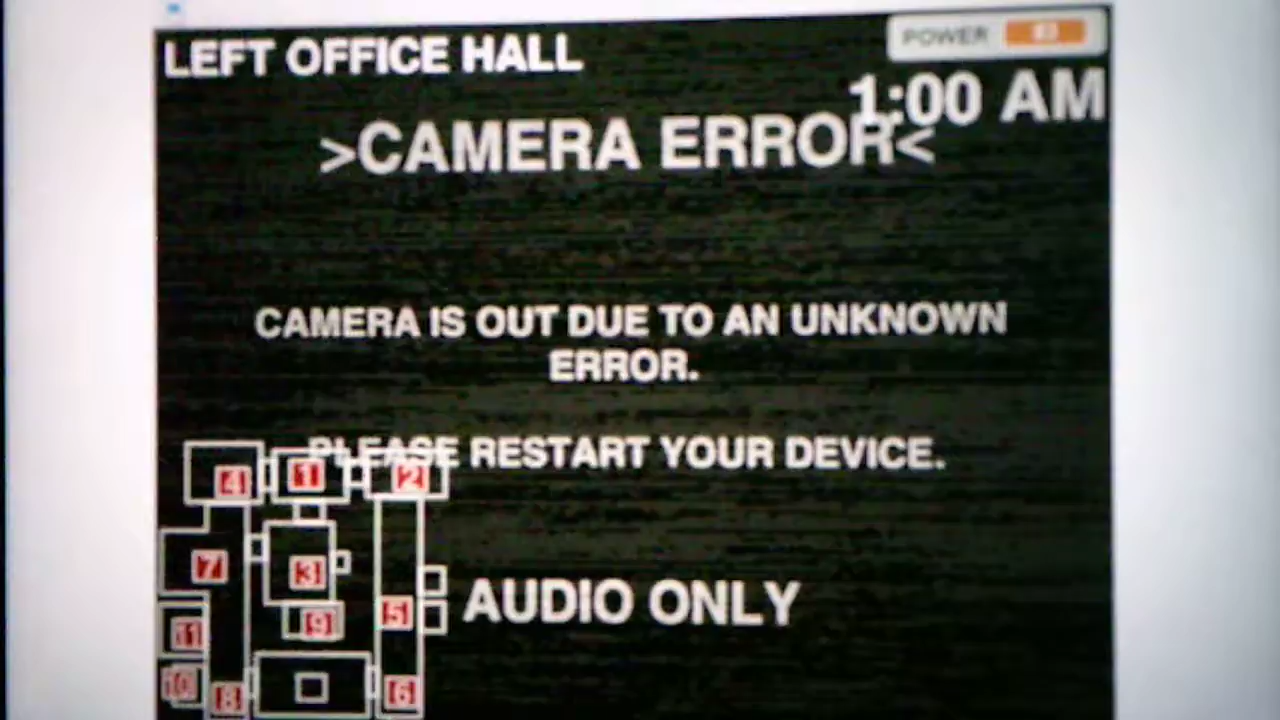 LEFT OFFICE HALL
POWER
1:00 AM
>CAMERA ERROR<
CAMERA IS OUT DUE TO AN UNKNOWN
ERROR.
PLEASE RESTART YOUR DEVICE.
4 1 2
7 3
9 5
11
10 8 6
AUDIO ONLY